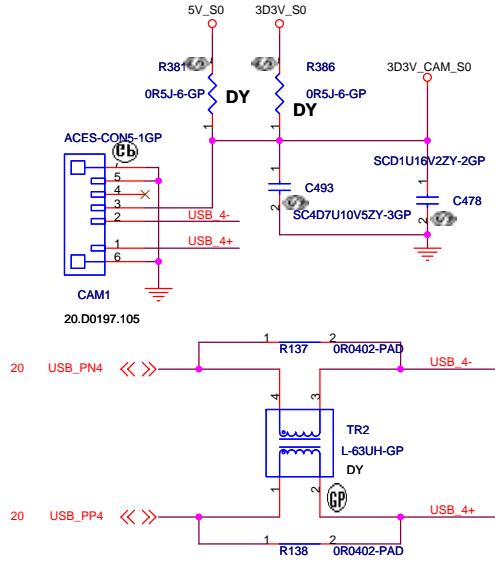 5V_S0 3D3V_S0
R381 R386 3D3V_CAM_S0
0R5J-6-GP DY 0R5J-6-GP DY
1 1
ACES-CON5-1GP
7
5
4
3
2 USB_4-
1 USB_4+
6
CAM1
20.D0197.105
SCD1U16V2ZY-2GP
1 1
C493 C478
2 2
SC4D7U10V5ZY-3GP
1 2
R137 0R0402-PAD
20 USB_PN4 USB_4-
4 3
TR2
L-63UH-GP
DY
1 2
GP
20 USB_PP4 USB_4+
1 2
R138 0R0402-PAD